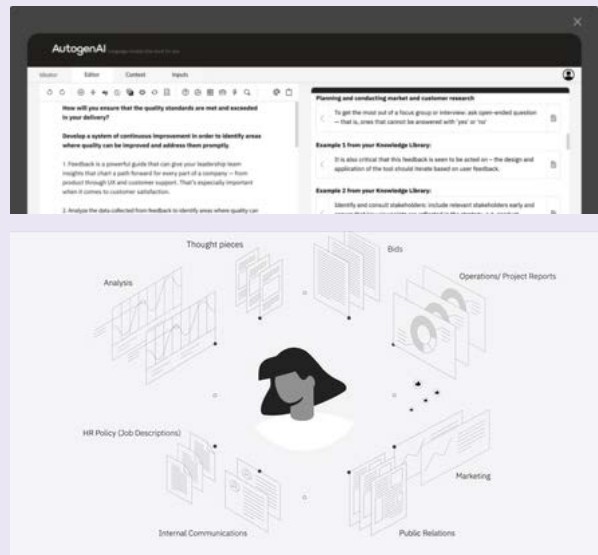 AutogenAI
Ideator Editor Context Inputs
How will you ensure that the quality standards are met and exceeded
in your delivery?
Develop a system of continuous improvement in order to identify areas
where quality can be improved and address them promptly.
1. Feedback is a powerful guide that can give your leadership team
insights that chart a path forward for every part of a company – from
product through UX and customer support. That's especially important
when it comes to customer satisfaction.
2. Analyse the data collected from feedback to identify areas where quality can
Planning and conducting market and customer research
To get the most out of a focus group or interview: ask open-ended question
– that is, ones that cannot be answered with 'yes' or 'no'
Example 1 from your Knowledge Library:
It is also critical that this feedback is seen to be acted on – the design and
application of the tool should iterate based on user feedback.
Example 2 from your Knowledge Library:
Identify and consult stakeholders: include relevant stakeholders early and
Thought pieces
Bids
Analysis
Operations/ Project Reports
HR Policy (Job Descriptions)
Marketing
Internal Communications
Public Relations